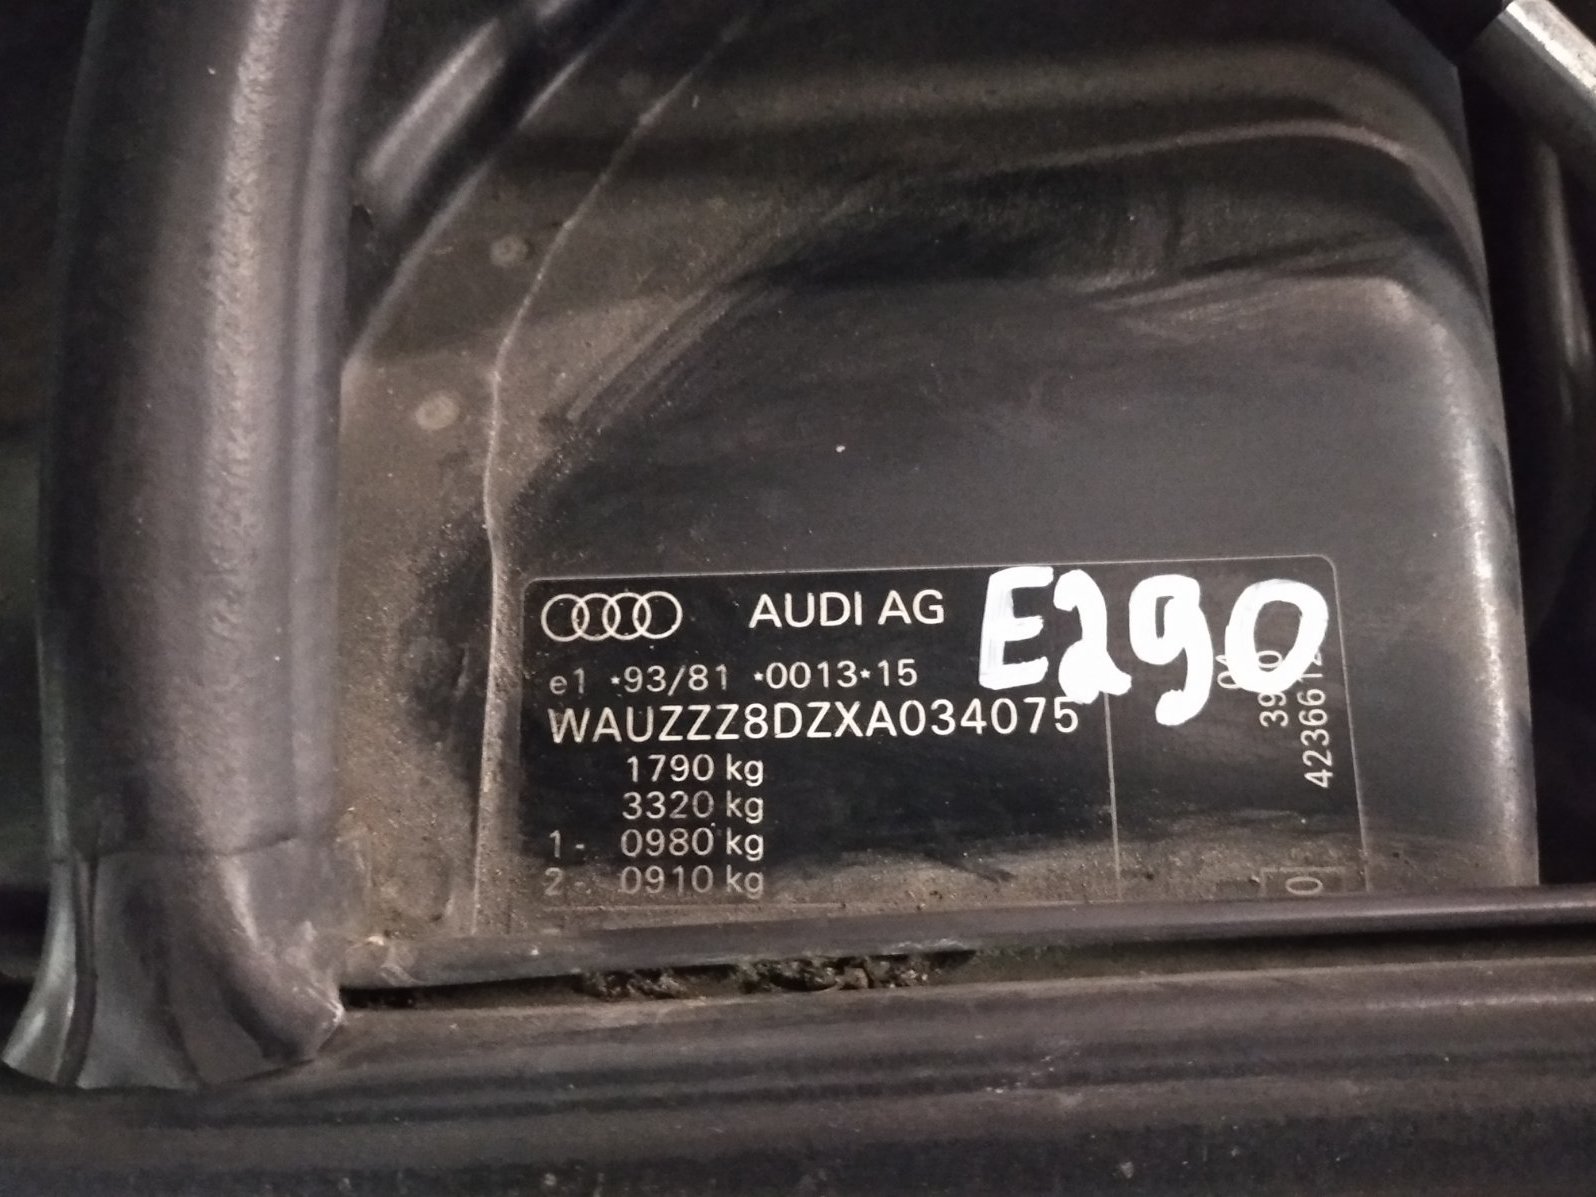 AUDI AG
E290
e1 *93/81 *0013*15
WAUZZZ8DZXA034075
1790 kg
3320 kg
1- 0980 kg
2- 0910 kg
0